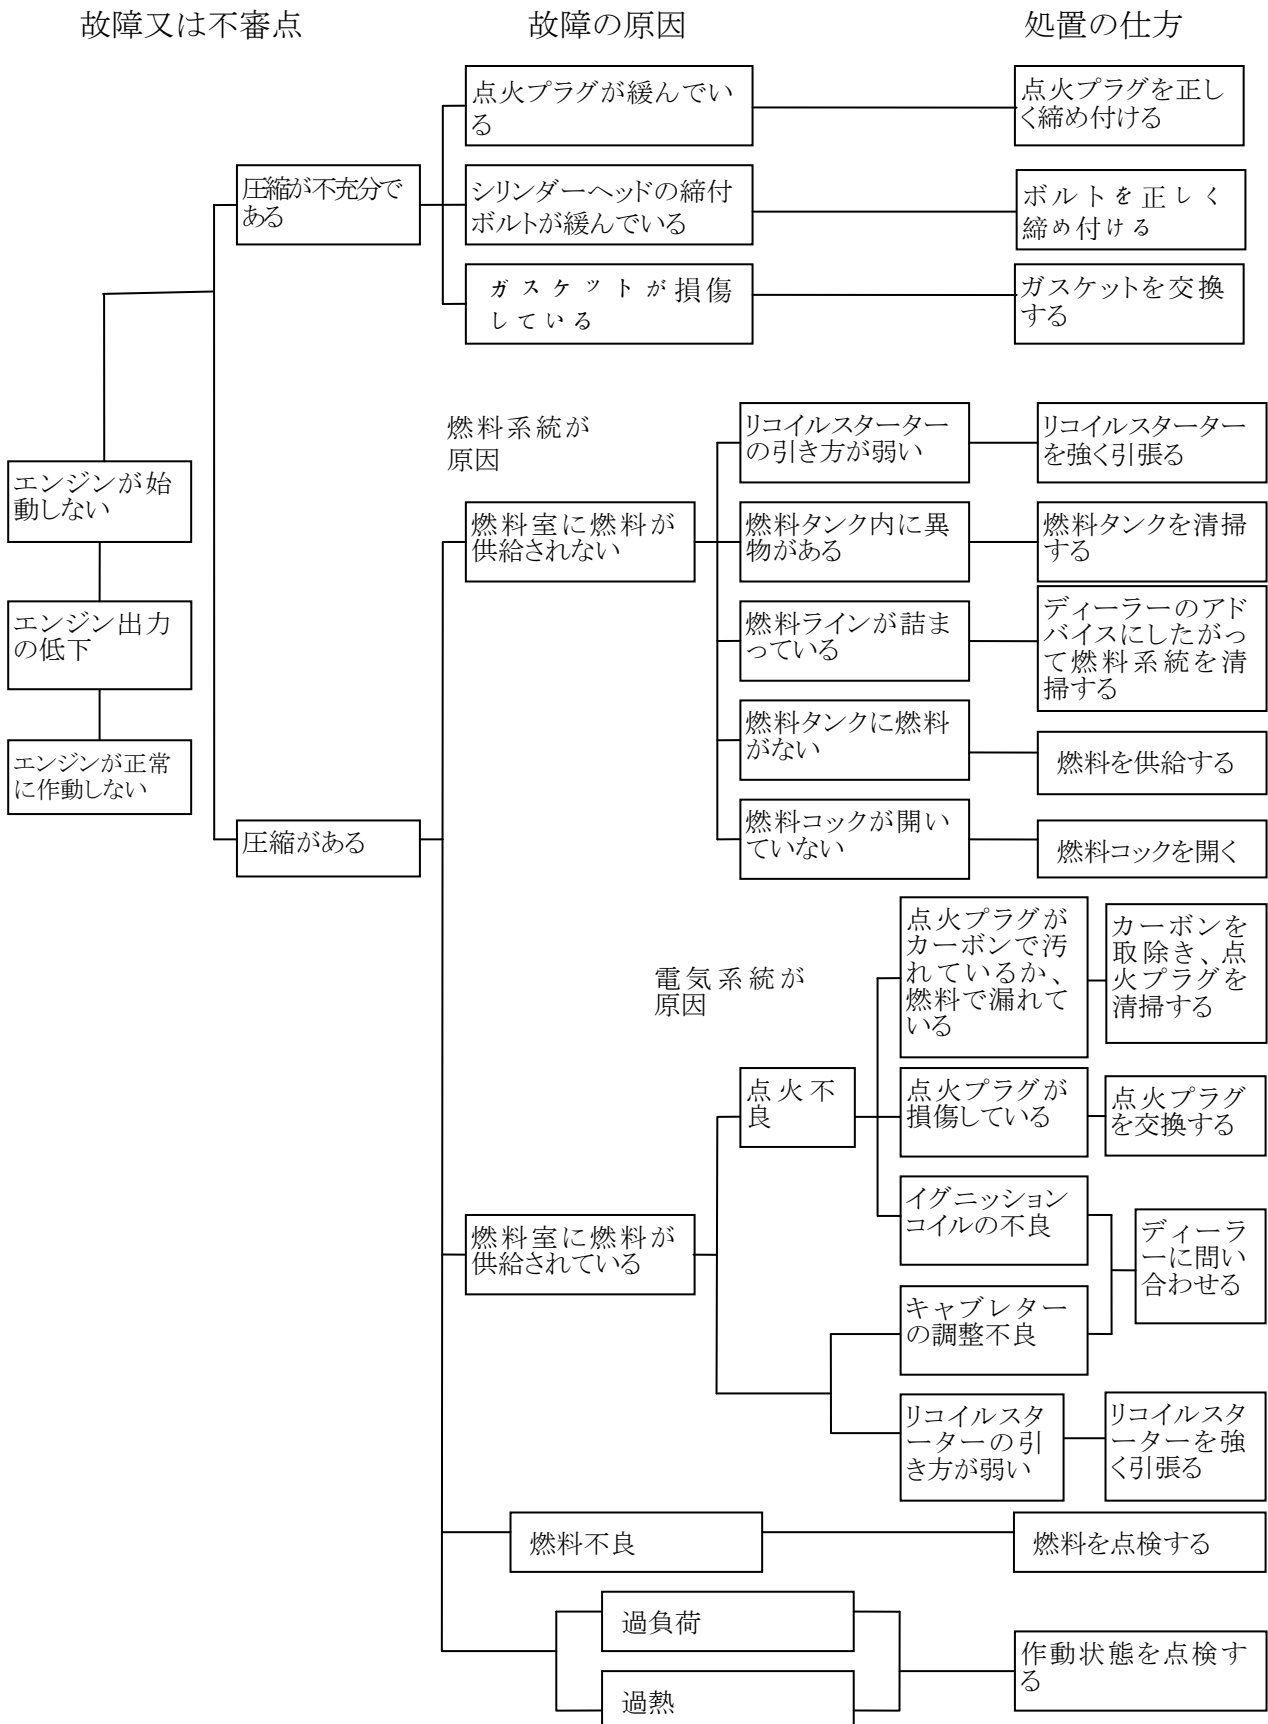 故障又は不審点
故障の原因
処置の仕方
点火プラグが緩んでい
る
点火プラグを正し
く締め付ける
圧縮が不充分で
ある
シリンダーヘッドの締付
ボルトが緩んでいる
ボルトを正しく
締め付ける
ガスケツトが損傷
している
ガスケットを交換
する
燃料系統が
原因
リコイルスターター
の引き方が弱い
リコイルスターター
を強く引張る
エンジンが始
動しない
燃料室に燃料が
供給されない
燃料タンク内に異
物がある
燃料タンクを清掃
する
エンジン出力
の低下
燃料ラインが詰ま
っている
ディーラーのアド
バイスにしたがっ
て燃料系統を清
掃する
エンジンが正常
に作動しない
燃料タンクに燃料
がない
燃料を供給する
圧縮がある
燃料コックが開い
ていない
燃料コックを開く
電気系統が
原因
点火プラグが
カーボンで汚
れているか、
燃料で漏れて
いる
カーボンを
取除き、点
火プラグを
清掃する
点火不
良
点火プラグが
損傷している
点火プラグ
を交換する
燃料室に燃料が
供給されている
イグニッション
コイルの不良
ディーラ
ーに問い
合わせる
キャブレター
の調整不良
リコイルスタ
ーターの引
き方が弱い
リコイルスタ
ーターを強
く引張る
燃料不良
燃料を点検する
過負荷
過熱
作動状態を点検す
る